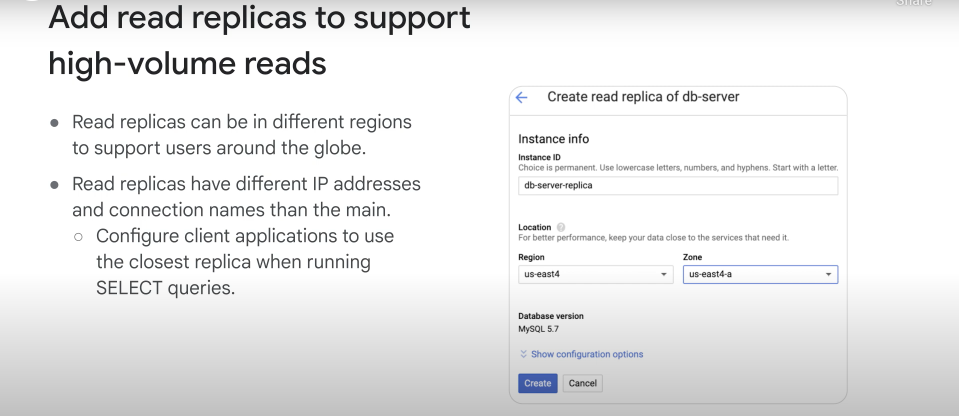 Share
Add read replicas to support
high-volume reads
● Read replicas can be in different regions
to support users around the globe.
● Read replicas have different IP addresses
and connection names than the main.
○ Configure client applications to use
the closest replica when running
SELECT queries.
← Create read replica of db-server
Instance info
Instance ID
Choice is permanent. Use lowercase letters, numbers, and hyphens. Start with a letter.
db-server-replica
Location ?
For better performance, keep your data close to the services that need it.
Region Zone
us-east4 us-east4-a
Database version
MySQL 5.7
Show configuration options
Create Cancel